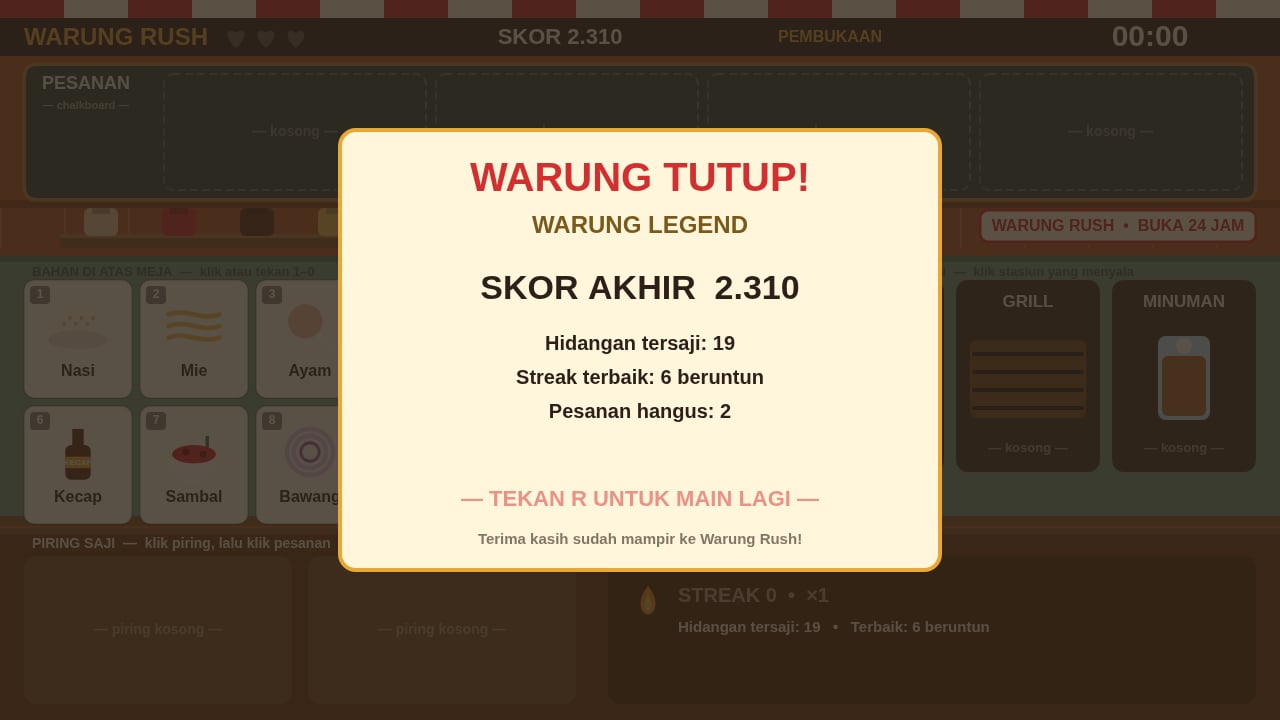 WARUNG RUSH
SKOR 2.310
PEMBUKAAN
00:00
PESANAN
— chalkboard —
— kosong —
— kosong —
WARUNG TUTUP!
WARUNG LEGEND
SKOR AKHIR 2.310
Hidangan tersaji: 19
Streak terbaik: 6 beruntun
Pesanan hangus: 2
— TEKAN R UNTUK MAIN LAGI —
Terima kasih sudah mampir ke Warung Rush!
WARUNG RUSH • BUKA 24 JAM
BAHAN DI ATAS MEJA — klik atau tekan 1–0
— klik stasiun yang menyala
1
Nasi
2
Mie
3
Ayam
GRILL
— kosong —
MINUMAN
— kosong —
6
KECAP
Kecap
7
Sambal
8
Bawang
PIRING SAJI — klik piring, lalu klik pesanan
— piring kosong —
— piring kosong —
STREAK 0 • ×1
Hidangan tersaji: 19 • Terbaik: 6 beruntun